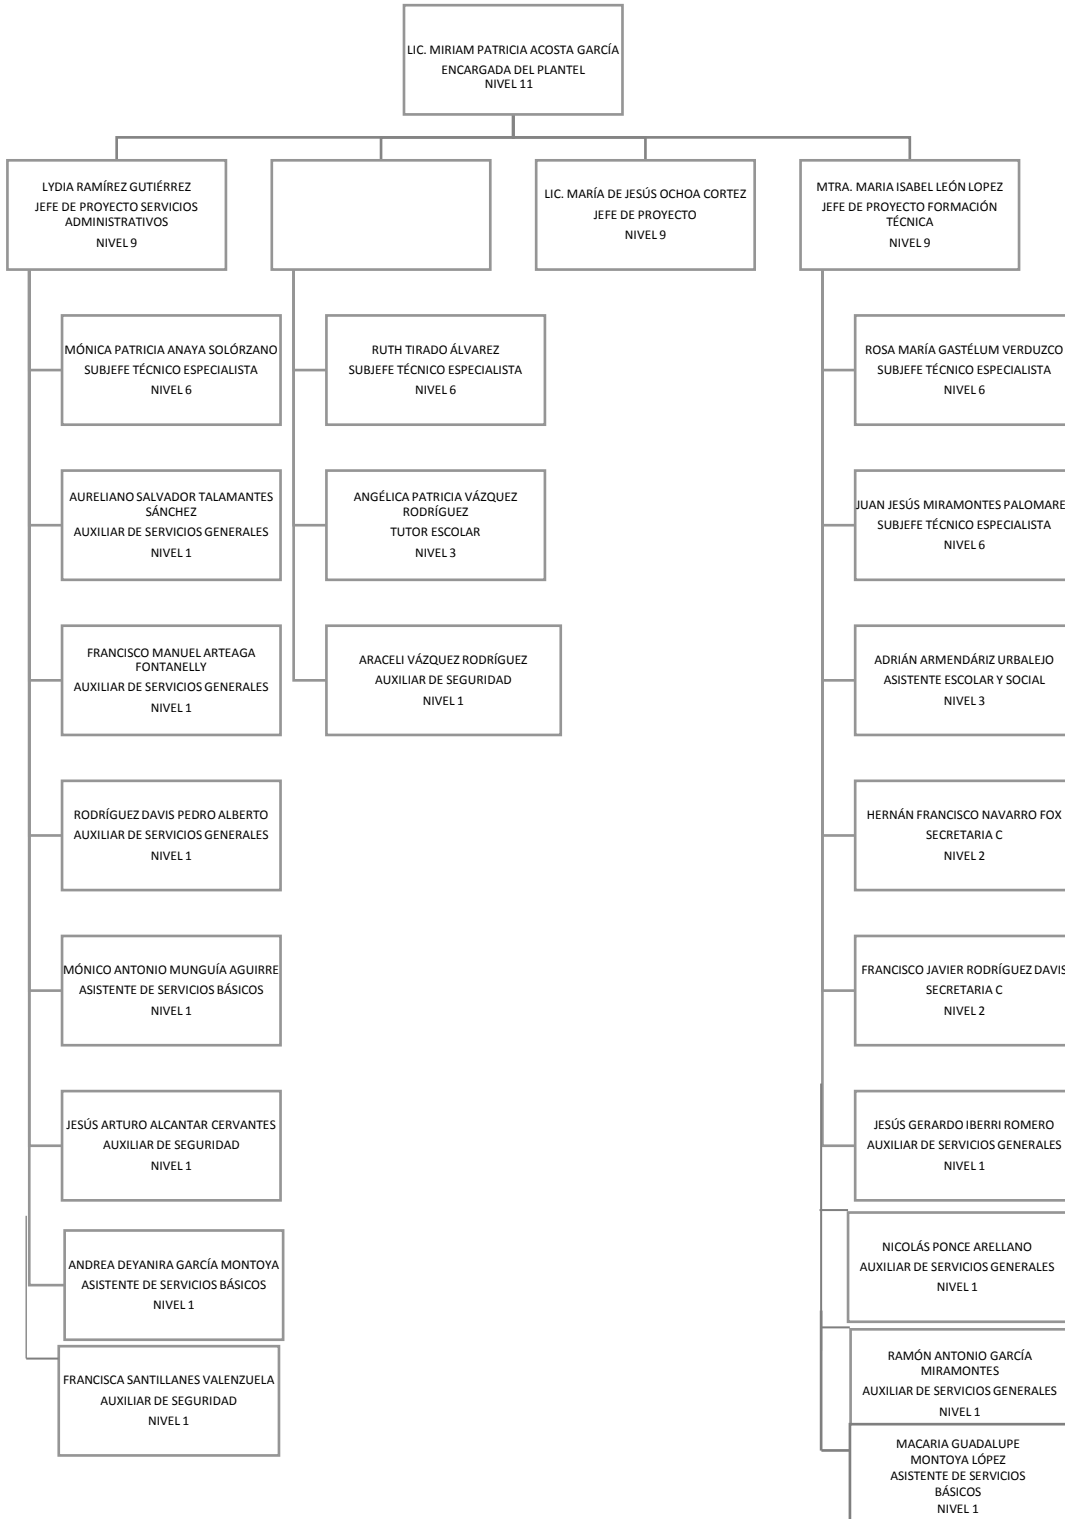 LIC. MIRIAM PATRICIA ACOSTA GARCÍA
ENCARGADA DEL PLANTEL
NIVEL 11
LYDIA RAMÍREZ GUTIÉRREZ
JEFE DE PROYECTO SERVICIOS
ADMINISTRATIVOS
NIVEL 9
LIC. MARÍA DE JESÚS OCHOA CORTEZ
JEFE DE PROYECTO
NIVEL 9
MTRA. MARIA ISABEL LEÓN LOPEZ
JEFE DE PROYECTO FORMACIÓN
TÉCNICA
NIVEL 9
MÓNICA PATRICIA ANAYA SOLÓRZANO
SUBJEFE TÉCNICO ESPECIALISTA
NIVEL 6
AURELIANO SALVADOR TALAMANTES
SÁNCHEZ
AUXILIAR DE SERVICIOS GENERALES
NIVEL 1
FRANCISCO MANUEL ARTEAGA
FONTANELLY
AUXILIAR DE SERVICIOS GENERALES
NIVEL 1
RODRÍGUEZ DAVIS PEDRO ALBERTO
AUXILIAR DE SERVICIOS GENERALES
NIVEL 1
MÓNICO ANTONIO MUNGUÍA AGUIRRE
ASISTENTE DE SERVICIOS BÁSICOS
NIVEL 1
JESÚS ARTURO ALCANTAR CERVANTES
AUXILIAR DE SEGURIDAD
NIVEL 1
ANDREA DEYANIRA GARCÍA MONTOYA
ASISTENTE DE SERVICIOS BÁSICOS
NIVEL 1
FRANCISCA SANTILLANES VALENZUELA
AUXILIAR DE SEGURIDAD
NIVEL 1
RUTH TIRADO ÁLVAREZ
SUBJEFE TÉCNICO ESPECIALISTA
NIVEL 6
ANGÉLICA PATRICIA VÁZQUEZ
RODRÍGUEZ
TUTOR ESCOLAR
NIVEL 3
ARACELI VÁZQUEZ RODRÍGUEZ
AUXILIAR DE SEGURIDAD
NIVEL 1
ROSA MARÍA GASTÉLUM VERDUZCO
SUBJEFE TÉCNICO ESPECIALISTA
NIVEL 6
JUAN JESÚS MIRAMONTES PALOMARE
SUBJEFE TÉCNICO ESPECIALISTA
NIVEL 6
ADRIÁN ARMENDÁRIZ URBALEJO
ASISTENTE ESCOLAR Y SOCIAL
NIVEL 3
HERNÁN FRANCISCO NAVARRO FOX
SECRETARIA C
NIVEL 2
FRANCISCO JAVIER RODRÍGUEZ DAVIS
SECRETARIA C
NIVEL 2
JESÚS GERARDO IBERRI ROMERO
AUXILIAR DE SERVICIOS GENERALES
NIVEL 1
NICOLÁS PONCE ARELLANO
AUXILIAR DE SERVICIOS GENERALES
NIVEL 1
RAMÓN ANTONIO GARCÍA
MIRAMONTES
AUXILIAR DE SERVICIOS GENERALES
NIVEL 1
MACARIA GUADALUPE
MONTOYA LÓPEZ
ASISTENTE DE SERVICIOS
BÁSICOS
NIVEL 1